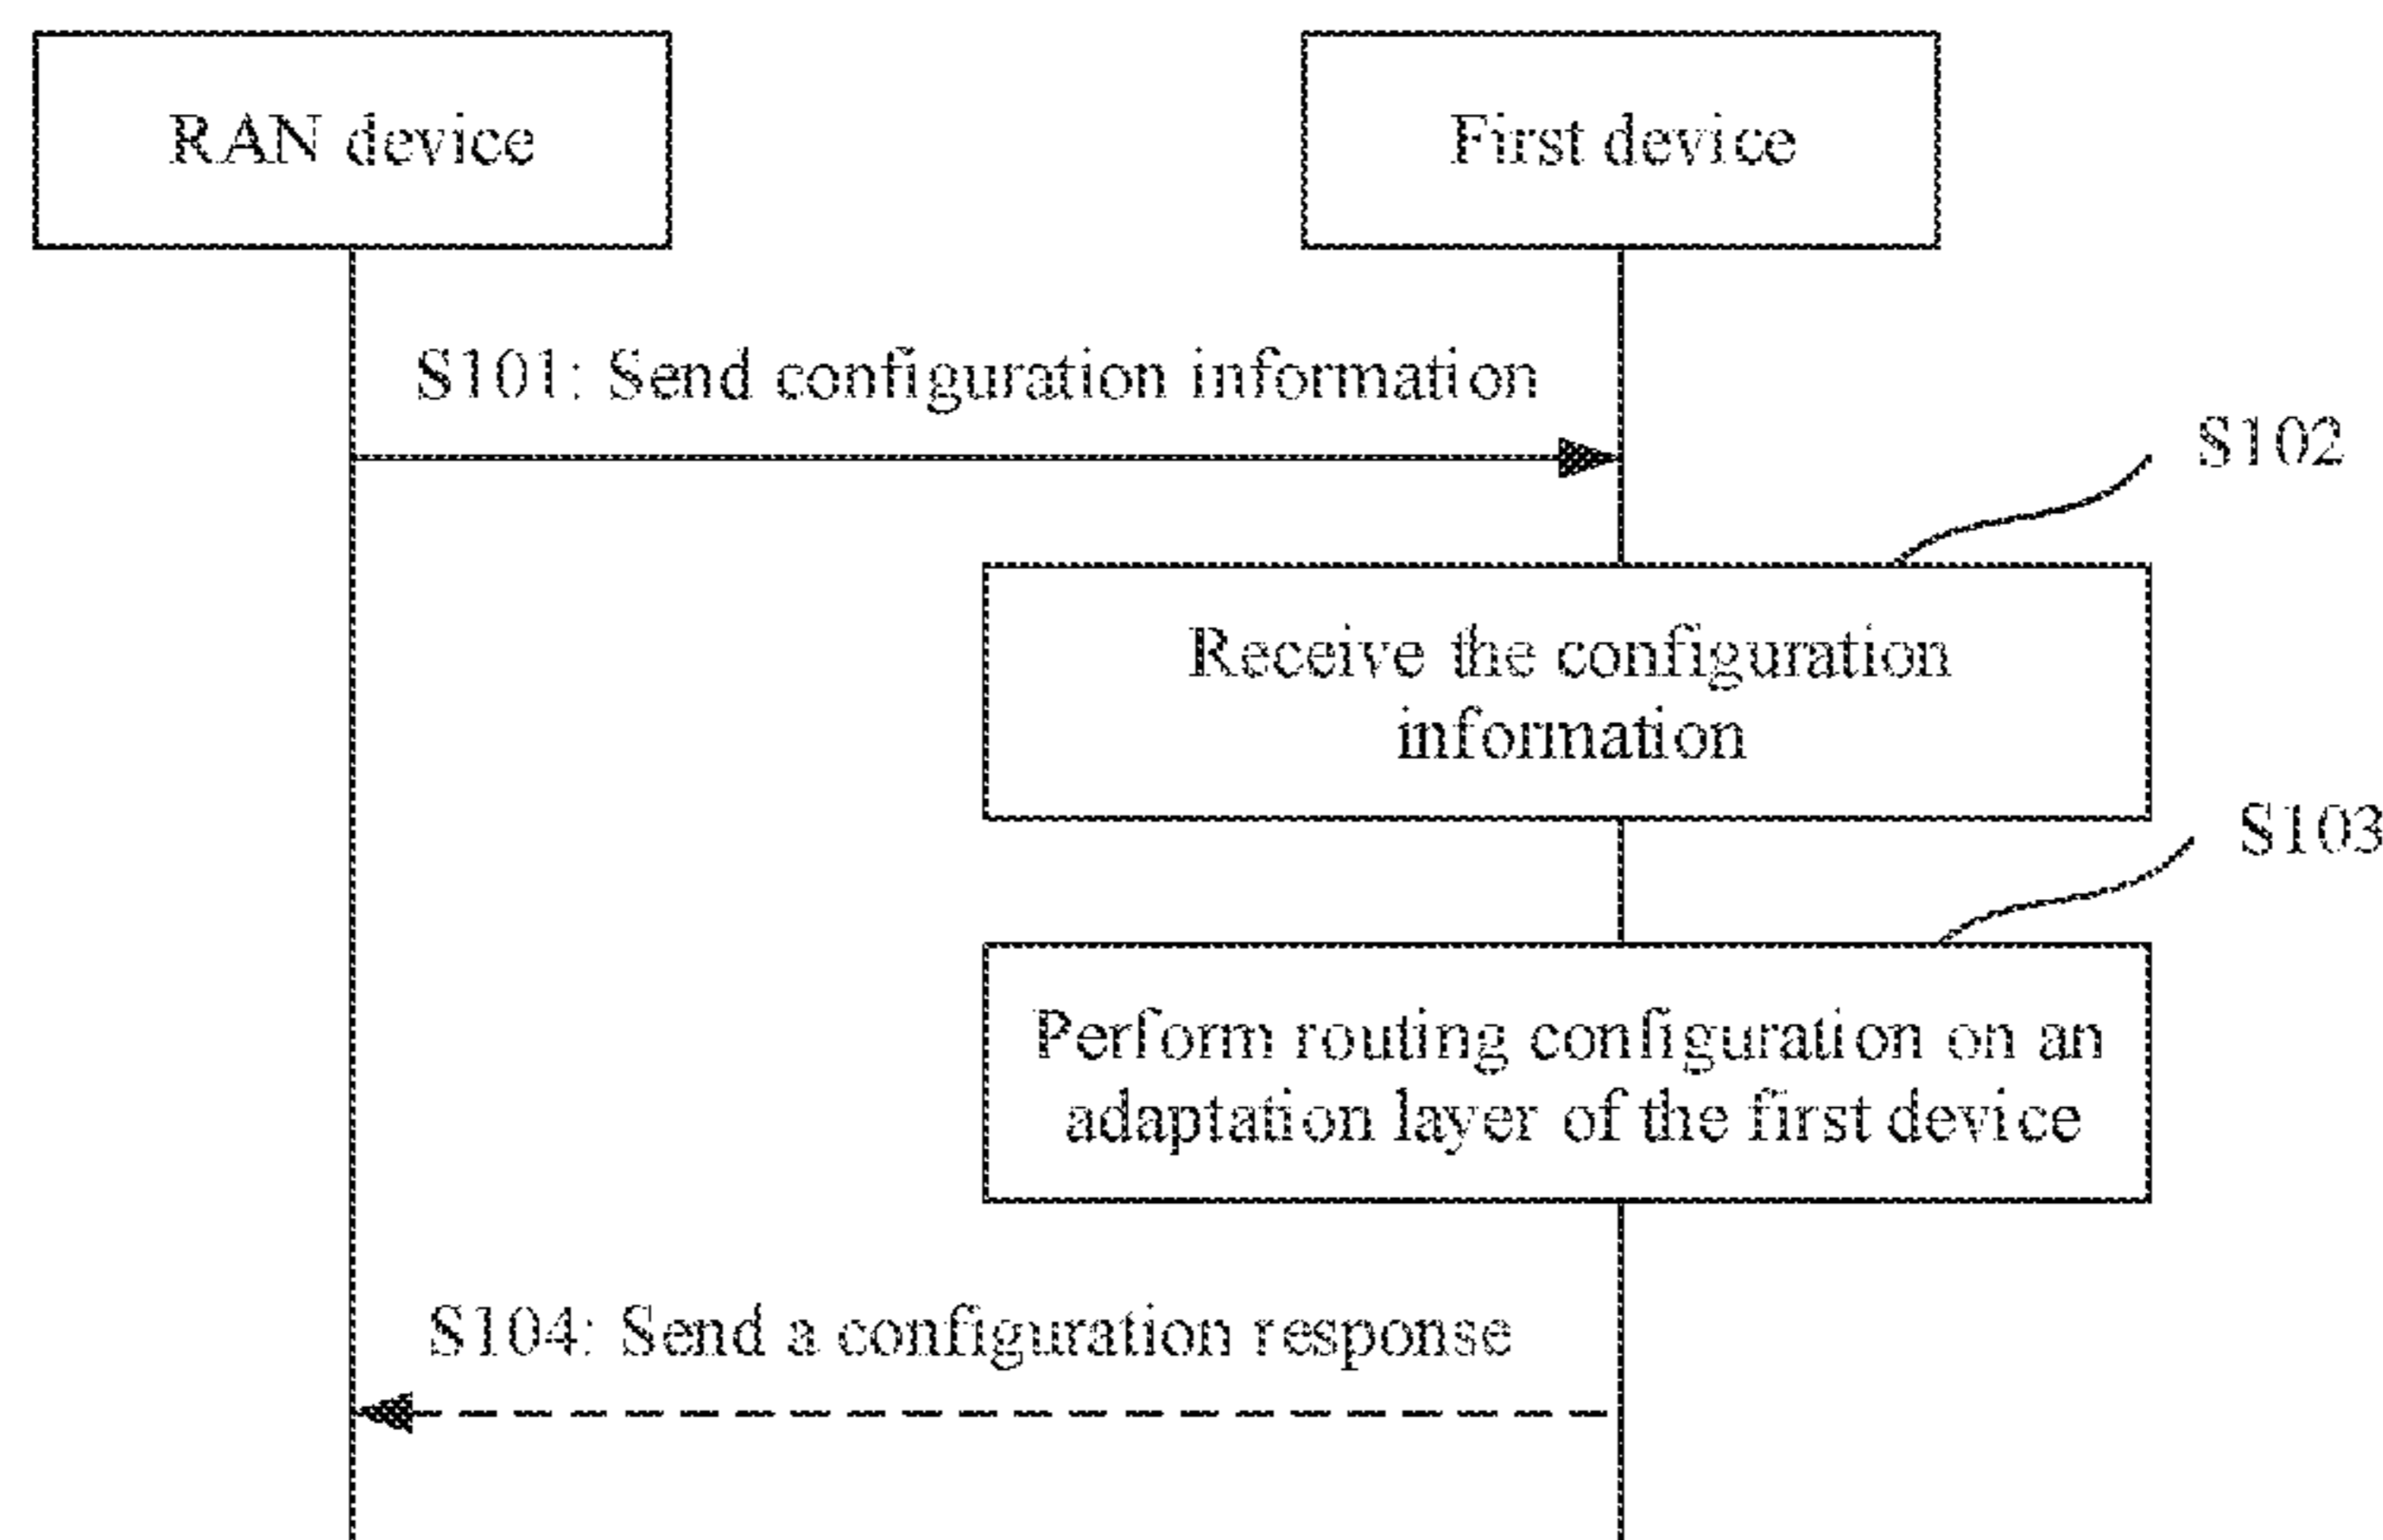 RAN device
First device
S101: Send configuration information
S102
Receive the configuration
information
S103
Perform routing configuration on an
adaptation layer of the first device
S104: Send a configuration response